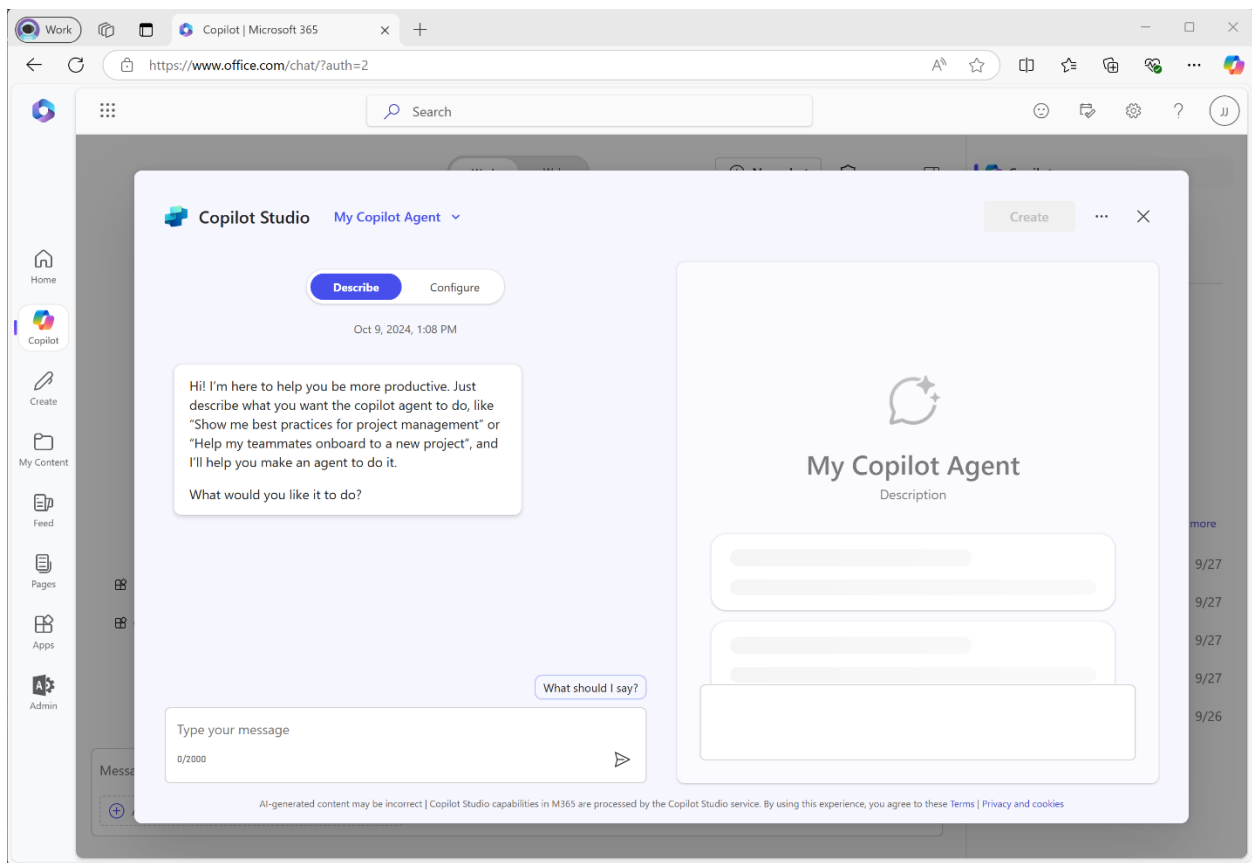 Work
Copilot | Microsoft 365
https://www.office.com/chat/?auth=2
Search
JJ
Copilot Studio
My Copilot Agent
Create
Describe
Configure
Oct 9, 2024, 1:08 PM
Hi! I'm here to help you be more productive. Just
describe what you want the copilot agent to do, like
“Show me best practices for project management” or
“Help my teammates onboard to a new project”, and
I'll help you make an agent to do it.
What would you like it to do?
What should I say?
Type your message
0/2000
My Copilot Agent
Description
Home
Copilot
Create
My Content
Feed
Pages
Apps
Admin
more
9/27
9/27
9/27
9/27
9/26
AI-generated content may be incorrect | Copilot Studio capabilities in M365 are processed by the Copilot Studio service. By using this experience, you agree to these Terms | Privacy and cookies